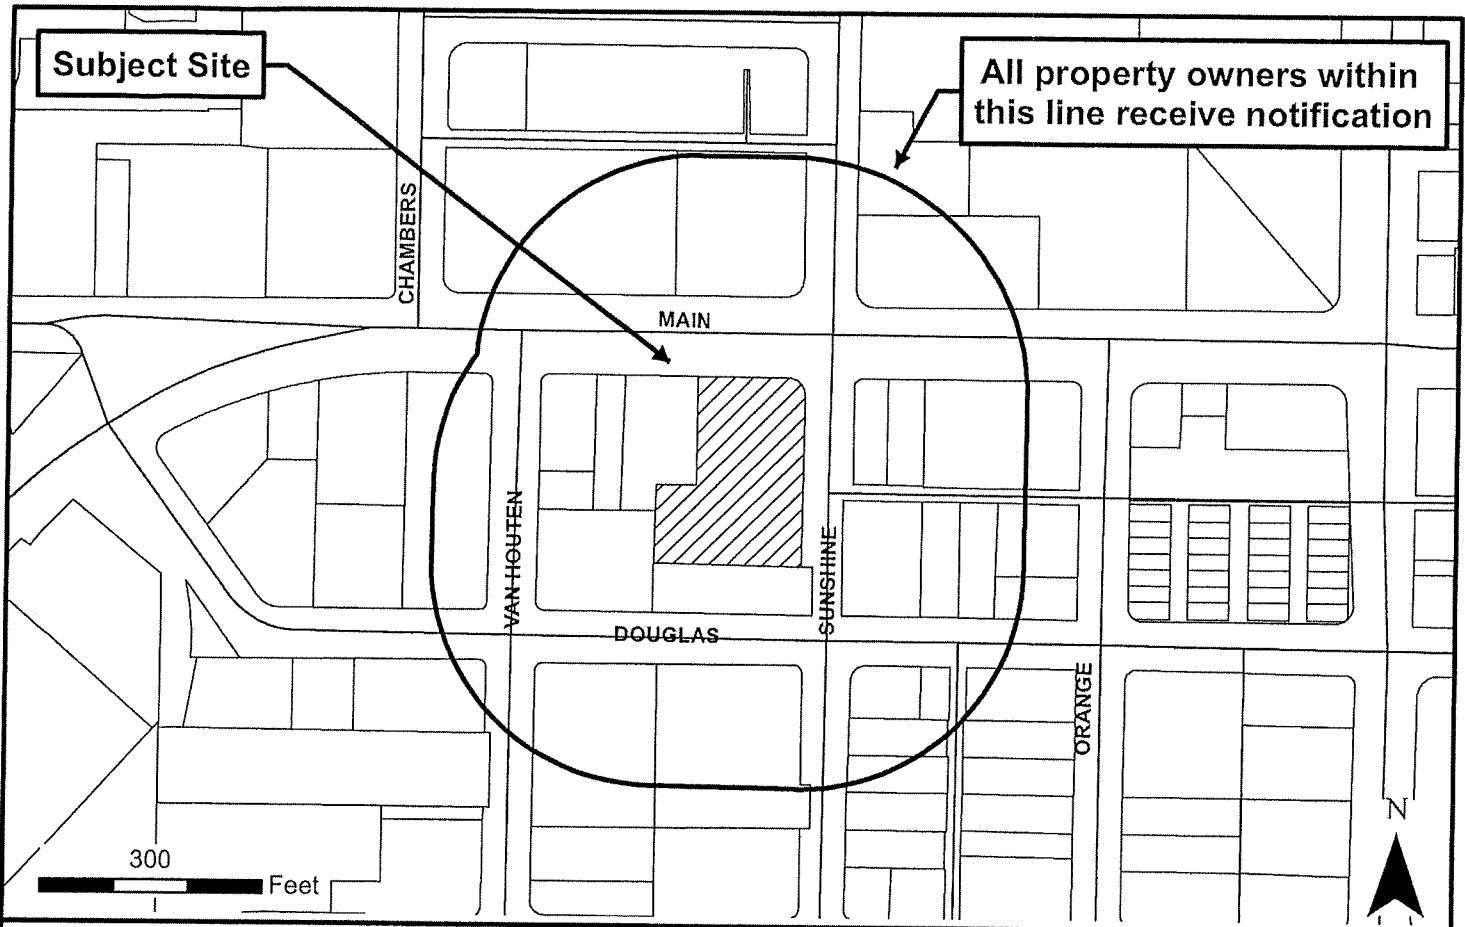 Subject Site
All property owners within
this line receive notification
CHAMBERS
MAIN
VAN HOUTEN
SUNSHINE
DOUGLAS
ORANGE
N
300
Feet